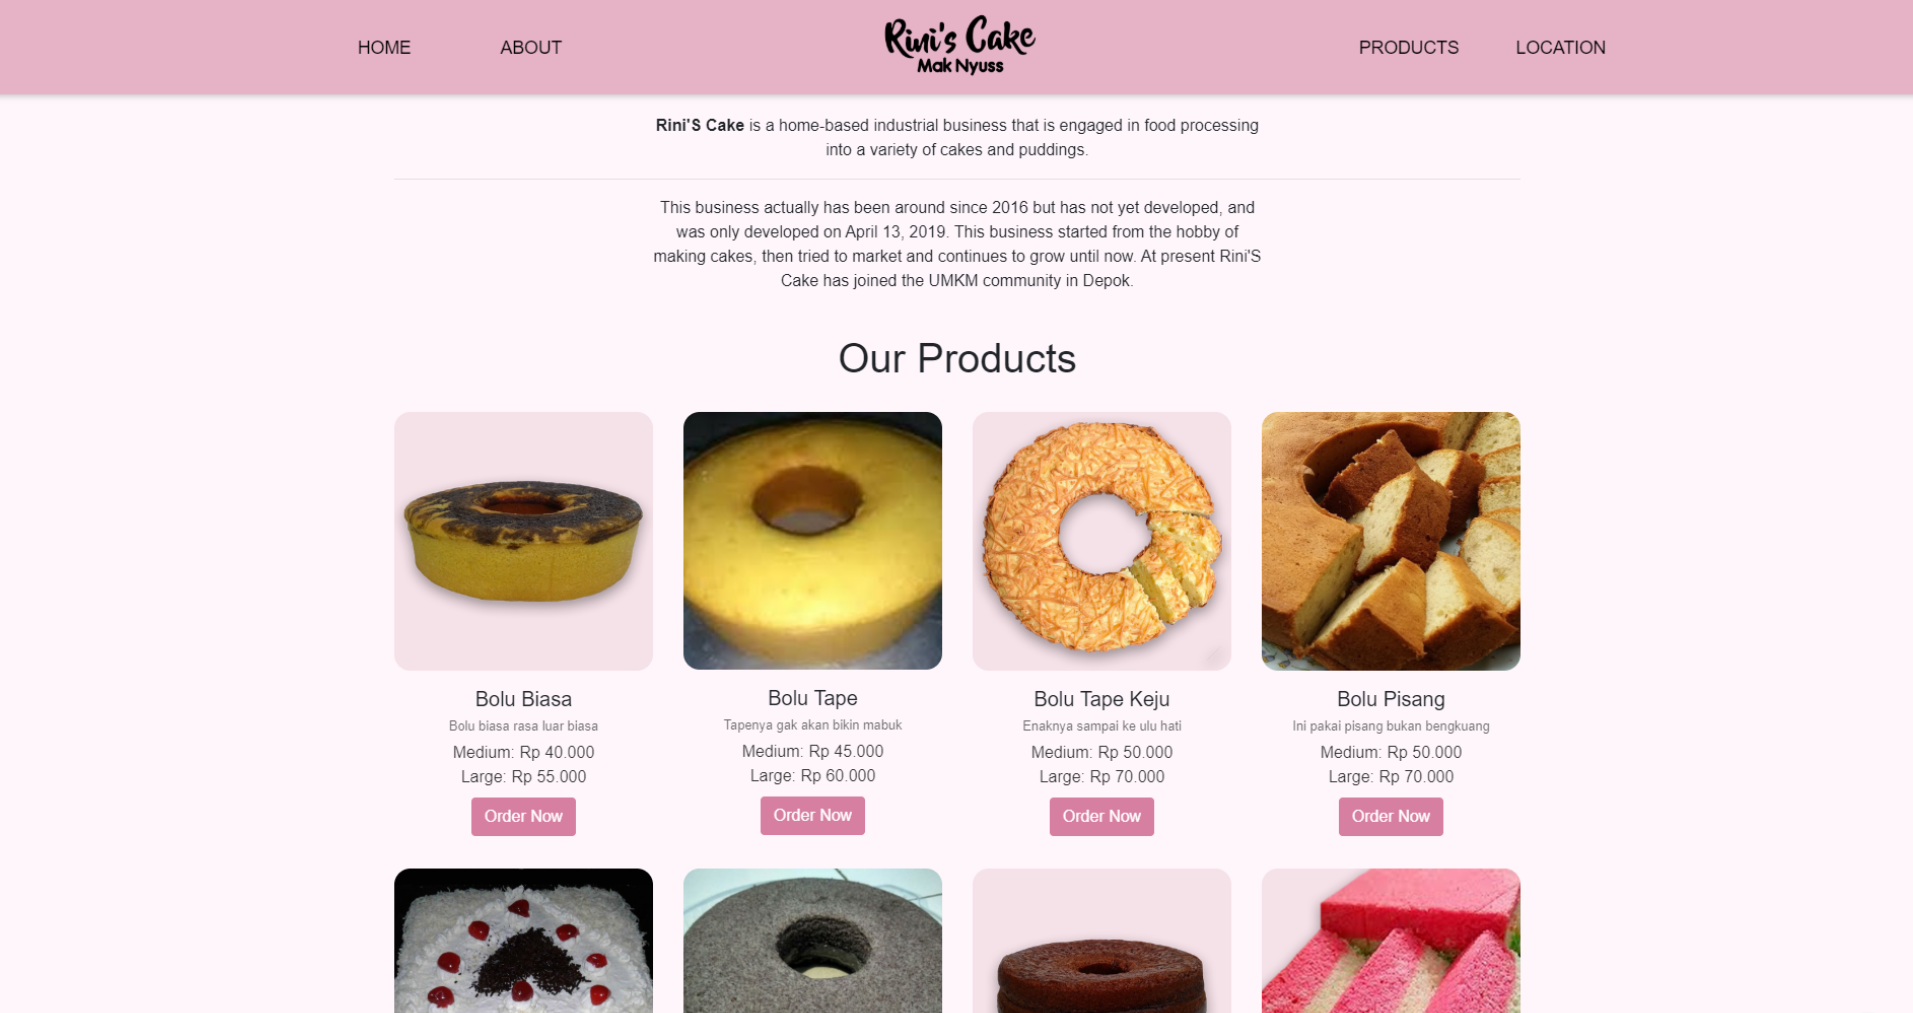 HOME
ABOUT
Rini's Cake
Mak Nyuss
PRODUCTS
LOCATION
Rini'S Cake is a home-based industrial business that is engaged in food processing
into a variety of cakes and puddings.
This business actually has been around since 2016 but has not yet developed, and
was only developed on April 13, 2019. This business started from the hobby of
making cakes, then tried to market and continues to grow until now. At present Rini'S
Cake has joined the UMKM community in Depok.
Our Products
Bolu Biasa
Bolu biasa rasa luar biasa
Medium: Rp 40.000
Large: Rp 55.000
Order Now
Bolu Tape
Tapenya gak akan bikin mabuk
Medium: Rp 45.000
Large: Rp 60.000
Order Now
Bolu Tape Keju
Enaknya sampai ke ulu hati
Medium: Rp 50.000
Large: Rp 70.000
Order Now
Bolu Pisang
Ini pakai pisang bukan bengkuang
Medium: Rp 50.000
Large: Rp 70.000
Order Now